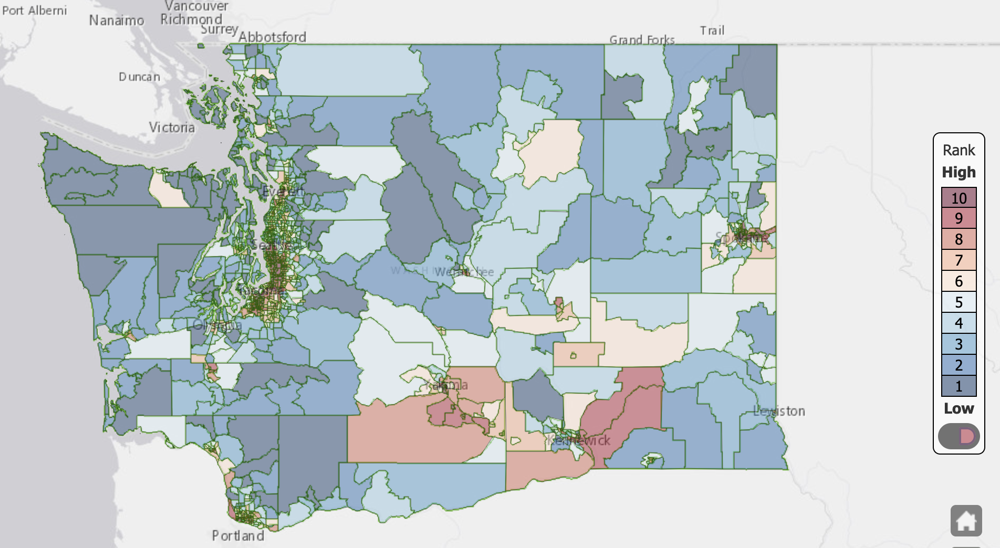 Port Alberni
Nanaimo
Vancouver
Richmond
Surrey
Abbotsford
Grand Forks
Trail
Duncan
Victoria
Everett
Seattle
Spokane
WASHI
Wenatchee
Tacoma
Olympia
Yakima
Lewiston
Kennewick
Portland
Rank
High
10
9
8
7
6
5
4
3
2
1
Low